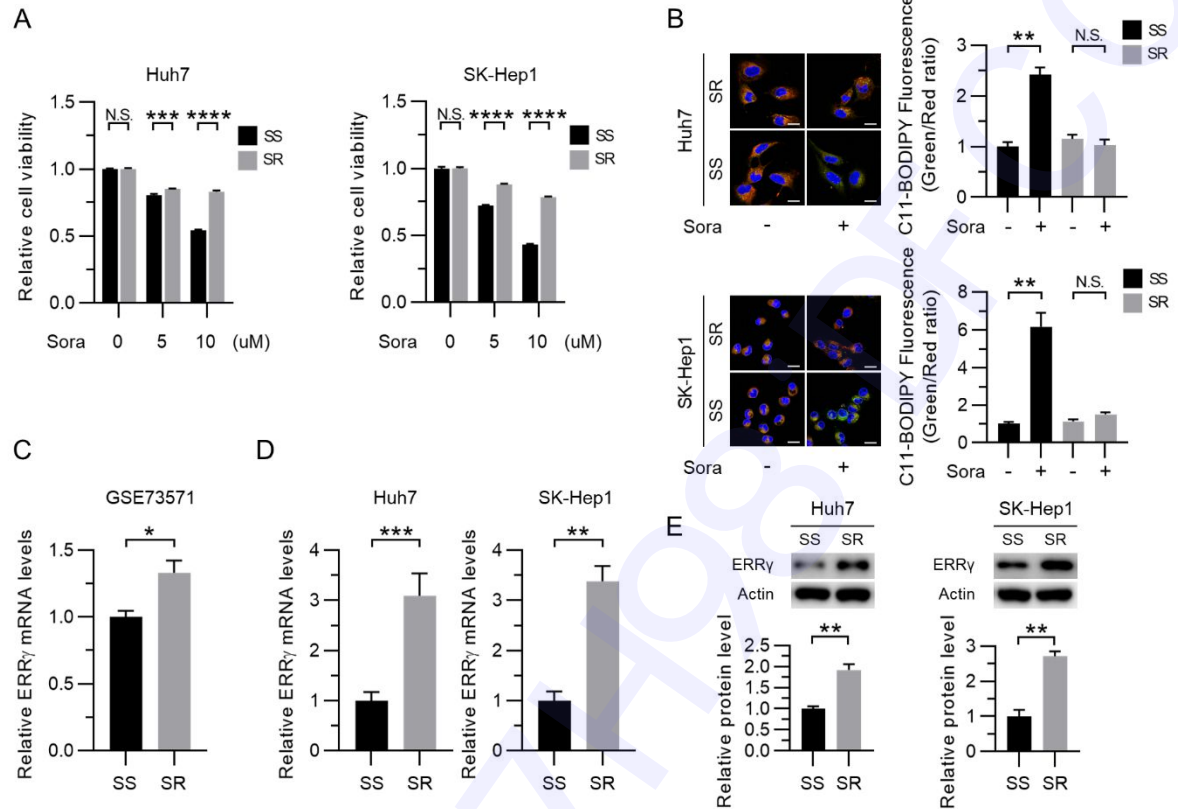 A
Huh7
Relative cell viability
1.5
1.0
0.5
0.0
N.S.
***
****
SS
SR
Sora 0 5 10 (uM)
SK-Hep1
Relative cell viability
1.5
1.0
0.5
0.0
N.S.
****
****
SS
SR
Sora 0 5 10 (uM)
B
Huh7
SR
SS
Sora - +
C11-BODIPY Fluorescence
(Green/Red ratio)
3
2
1
0
**
N.S.
SS
SR
Sora - + - +
SK-Hep1
SR
SS
Sora - +
C11-BODIPY Fluorescence
(Green/Red ratio)
8
6
4
2
0
**
N.S.
SS
SR
Sora - + - +
C
GSE73571
Relative ERRγ mRNA levels
1.5
1.0
0.5
0.0
*
SS SR
D
Huh7
Relative ERRγ mRNA levels
4
3
2
1
0
***
SS SR
SK-Hep1
Relative ERRγ mRNA levels
4
3
2
1
0
**
SS SR
E
Huh7
SS SR
ERRγ
Actin
Relative protein level
2.5
2.0
1.5
1.0
0.5
0.0
**
SS SR
SK-Hep1
SS SR
ERRγ
Actin
Relative protein level
3
2
1
0
**
SS SR